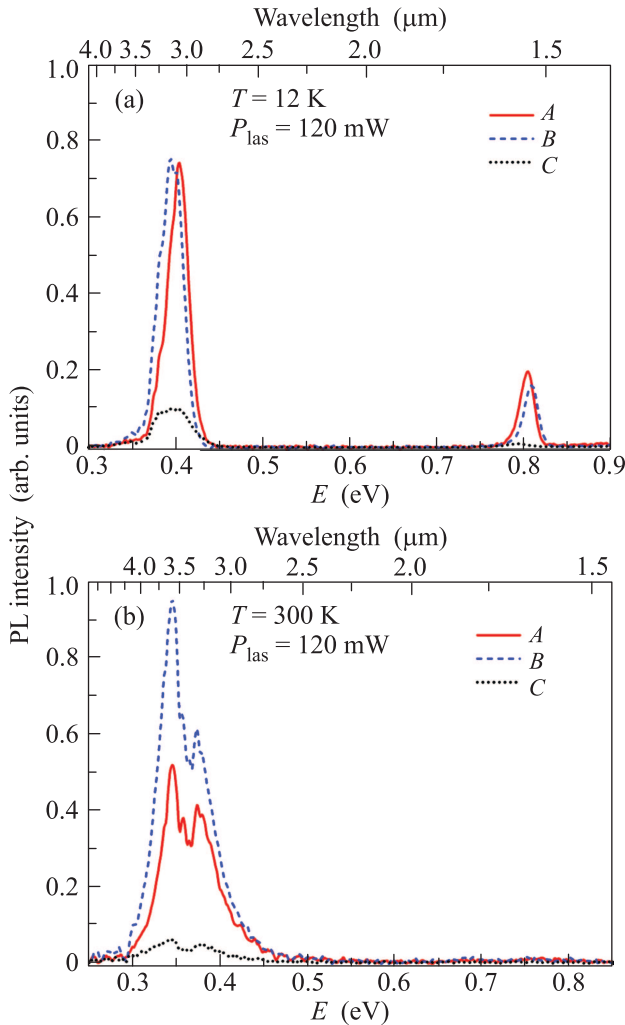 Wavelength (μm)
4.0 3.5 3.0 2.5 2.0 1.5
1.0
(a)
T = 12 K
P_las = 120 mW
A
B
C
0.8
0.6
0.4
0.2
0
0.3 0.4 0.5 0.6 0.7 0.8 0.9
E (eV)
PL intensity (arb. units)
Wavelength (μm)
4.0 3.5 3.0 2.5 2.0 1.5
1.0
(b)
T = 300 K
P_las = 120 mW
A
B
C
0.8
0.6
0.4
0.2
0
0.3 0.4 0.5 0.6 0.7 0.8
E (eV)